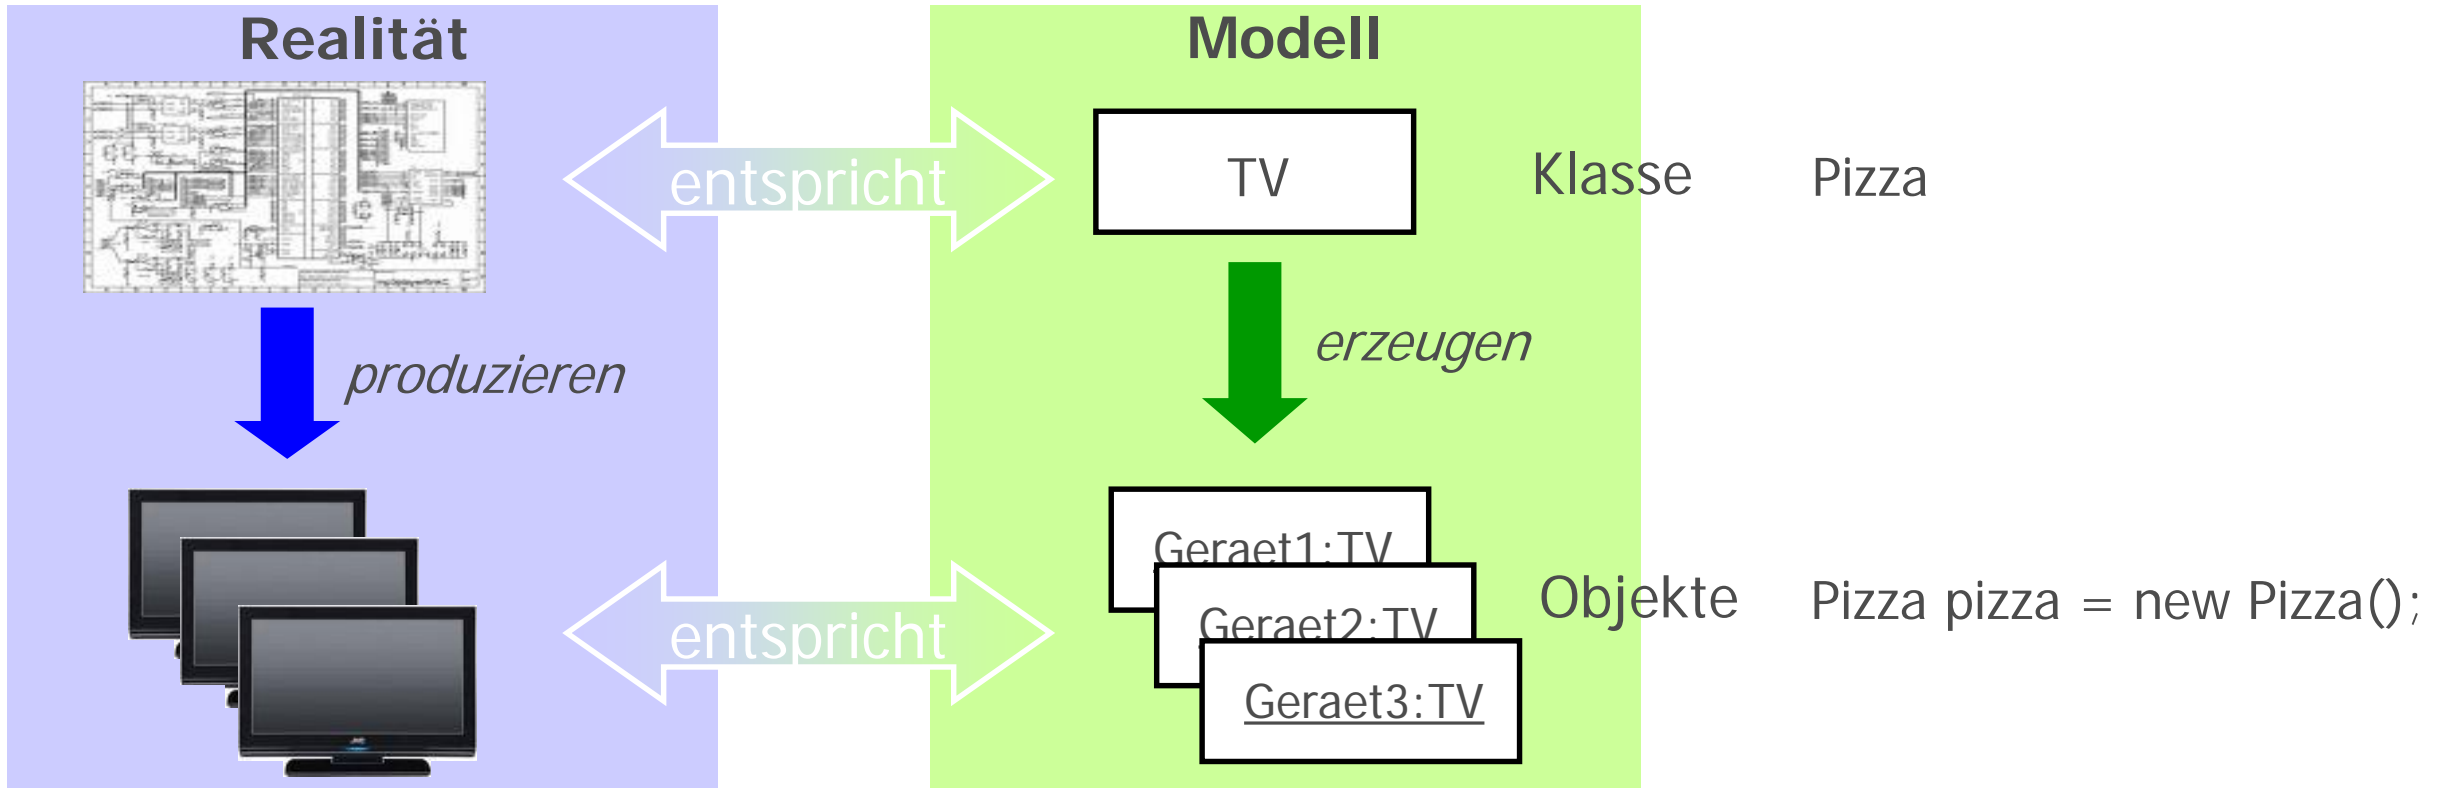 Realität
Modell
entspricht
TV
Klasse
Pizza
produzieren
erzeugen
entspricht
Geraet1:TV
Geraet2:TV
Geraet3:TV
Objekte
Pizza pizza = new Pizza();